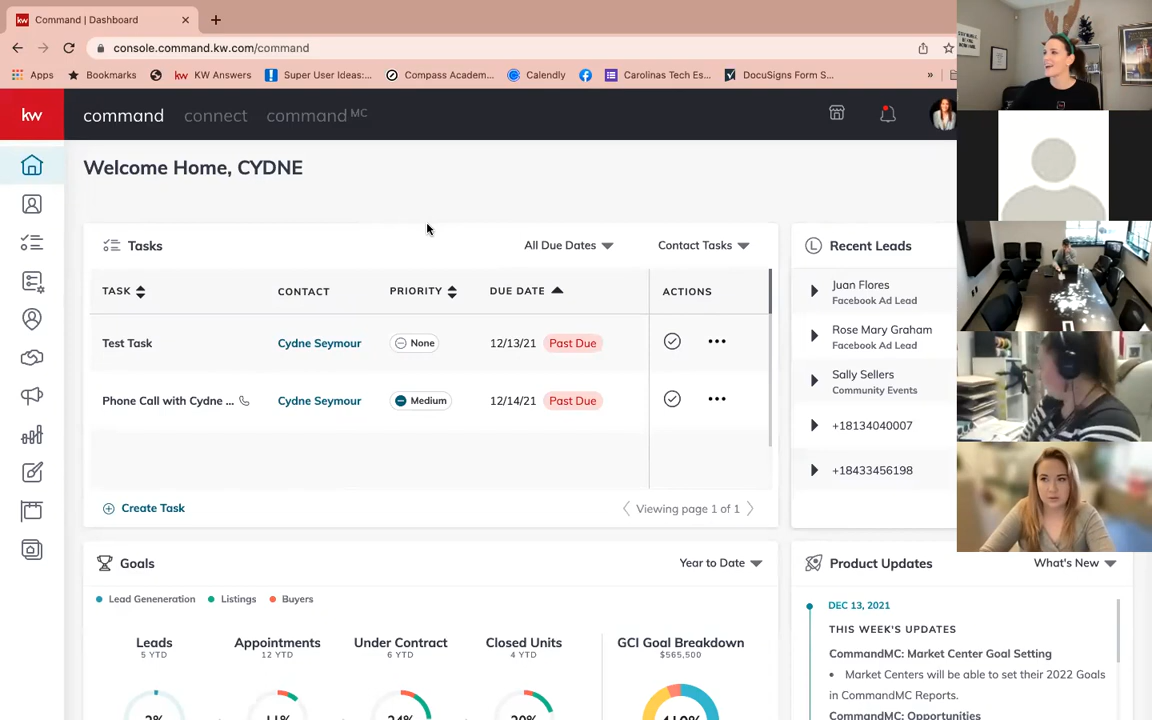 Command | Dashboard
console.command.kw.com/command
Apps Bookmarks KW Answers Super User Ideas:... Compass Academ... Calendly Carolinas Tech Es... DocuSigns Form S... »
kw command connect command MC
Welcome Home, CYDNE
Tasks All Due Dates Contact Tasks
TASK CONTACT PRIORITY DUE DATE ACTIONS
Test Task Cydne Seymour None 12/13/21 Past Due
Phone Call with Cydne ... Cydne Seymour Medium 12/14/21 Past Due
Create Task Viewing page 1 of 1
Recent Leads
Juan Flores
Facebook Ad Lead
Rose Mary Graham
Facebook Ad Lead
Sally Sellers
Community Events
+18134040007
+18433456198
Goals Year to Date
Lead Geneneration Listings Buyers
Leads Appointments Under Contract Closed Units GCI Goal Breakdown
5 YTD 12 YTD 6 YTD 4 YTD $565,500
Product Updates What's New
DEC 13, 2021
THIS WEEK'S UPDATES
CommandMC: Market Center Goal Setting
• Market Centers will be able to set their 2022 Goals
in CommandMC Reports.
CommandMC: Opportunities